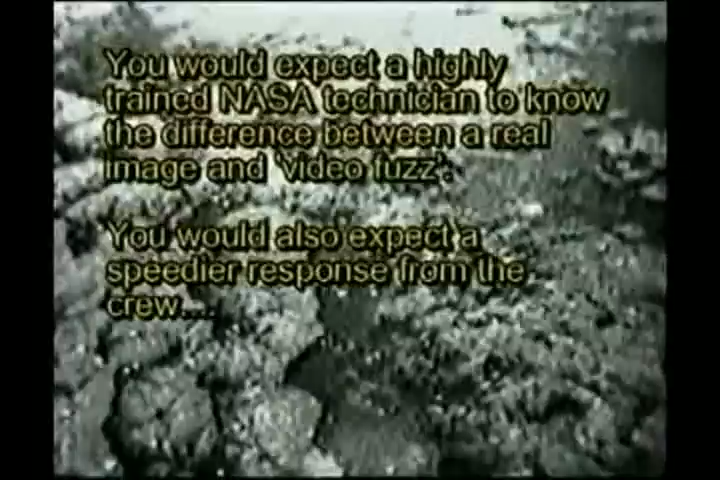 You would expect a highly
trained NASA technician to know
the difference between a real
image and 'video fuzz'.
You would also expect a
speedier response from the
crew....